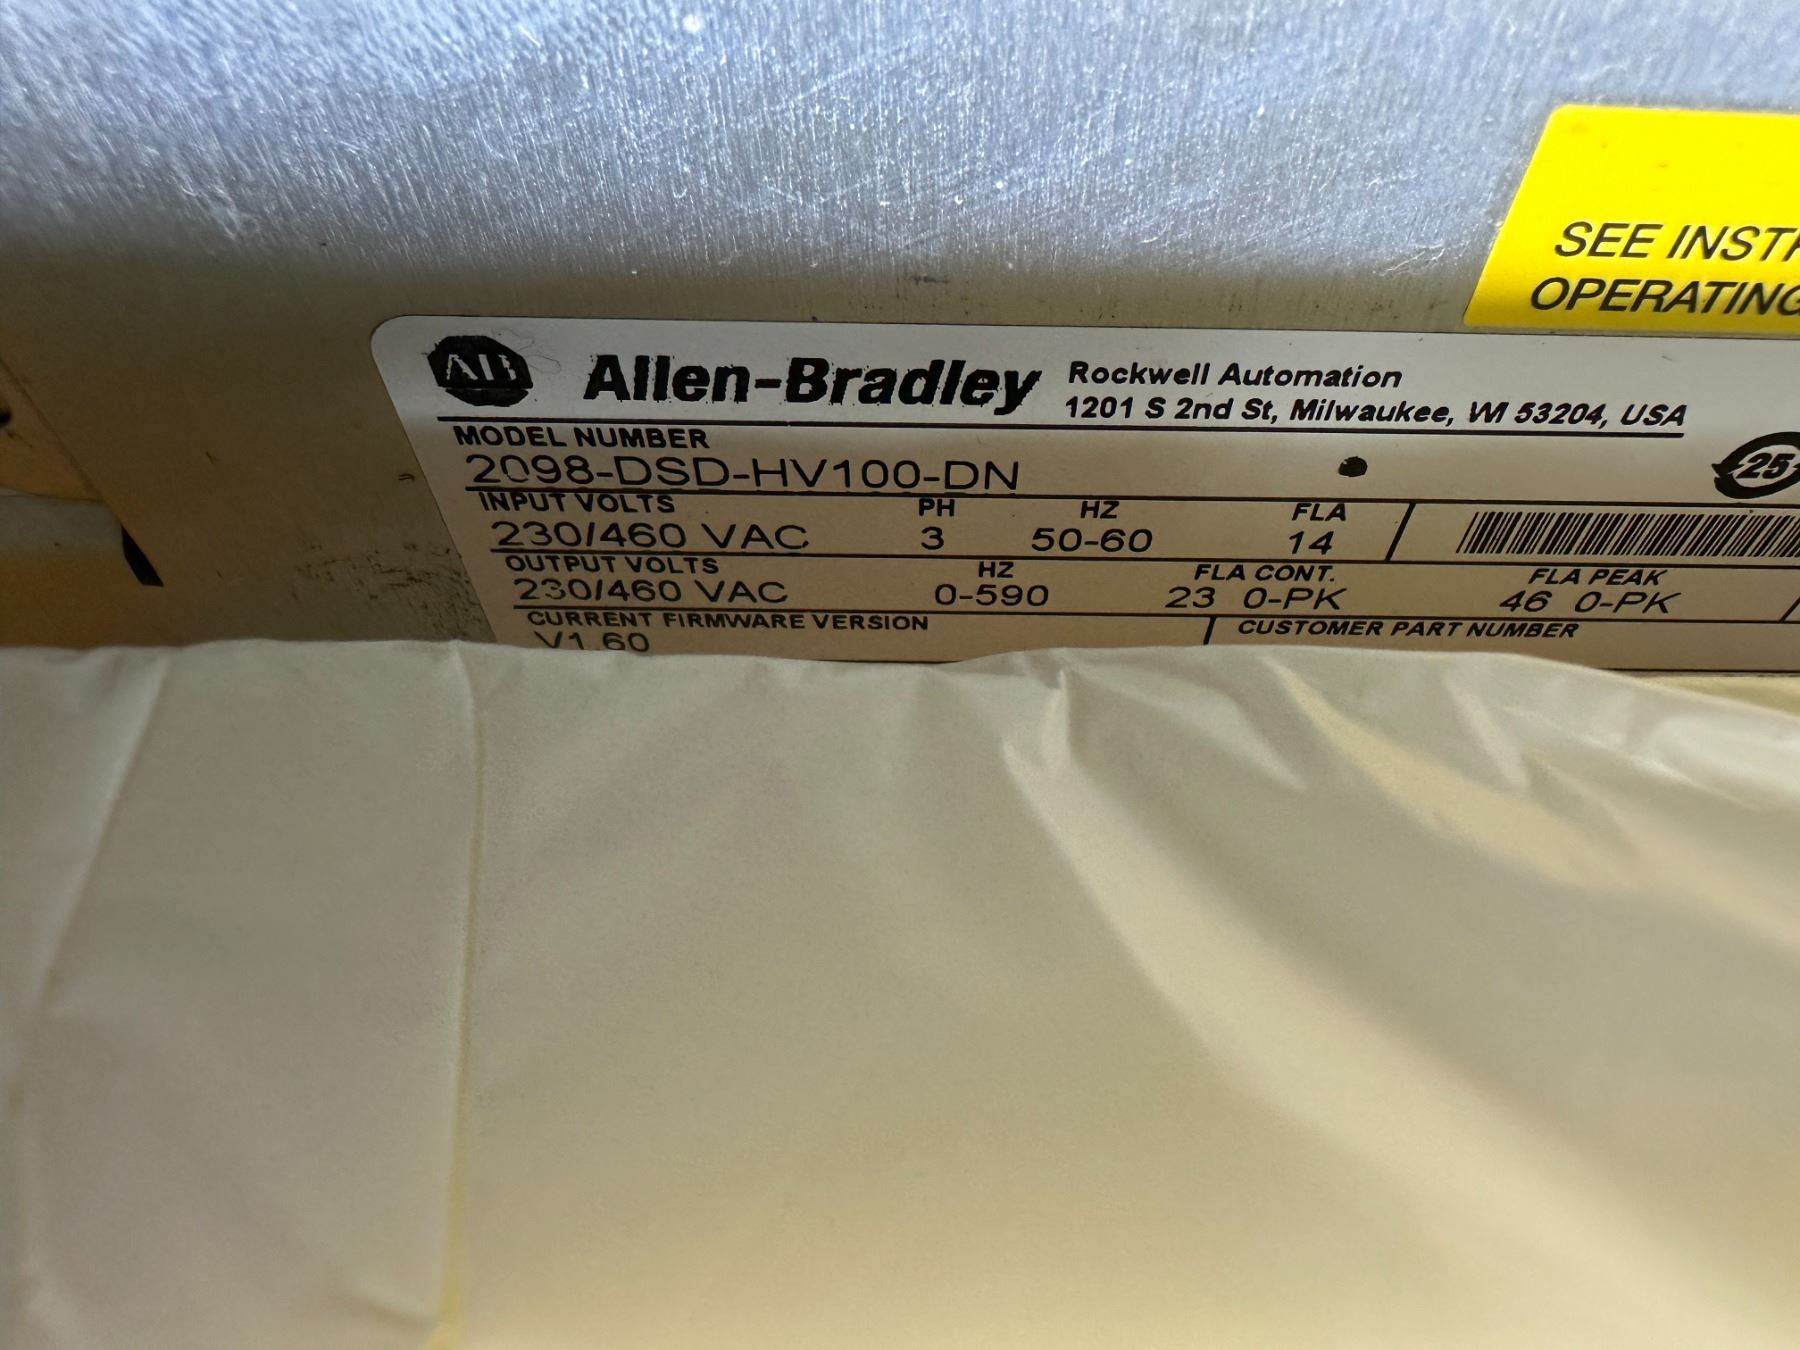 SEE INST
OPERATING
AB Allen-Bradley Rockwell Automation
1201 S 2nd St, Milwaukee, WI 53204, USA
MODEL NUMBER
2098-DSD-HV100-DN
25
INPUT VOLTS PH HZ FLA
230/460 VAC 3 50-60 14
OUTPUT VOLTS HZ FLA CONT. FLA PEAK
230/460 VAC 0-590 23 0-PK 46 0-PK
CURRENT FIRMWARE VERSION CUSTOMER PART NUMBER
V1.60